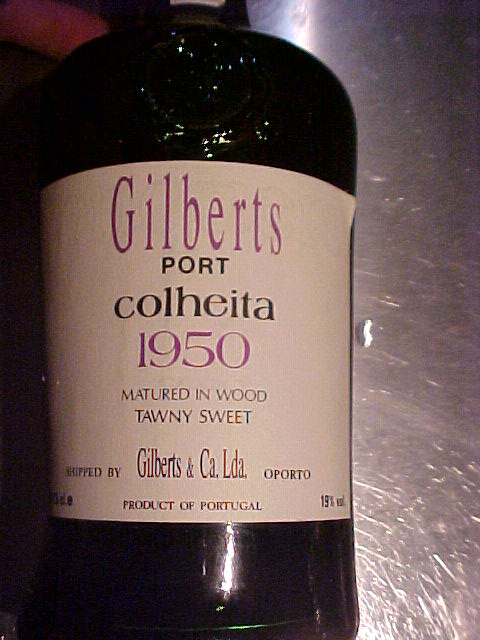 Gilberts
PORT
colheita
1950
MATURED IN WOOD
TAWNY SWEET
SHIPPED BY Gilberts & Ca. Lda. OPORTO
PRODUCT OF PORTUGAL 19% vol.